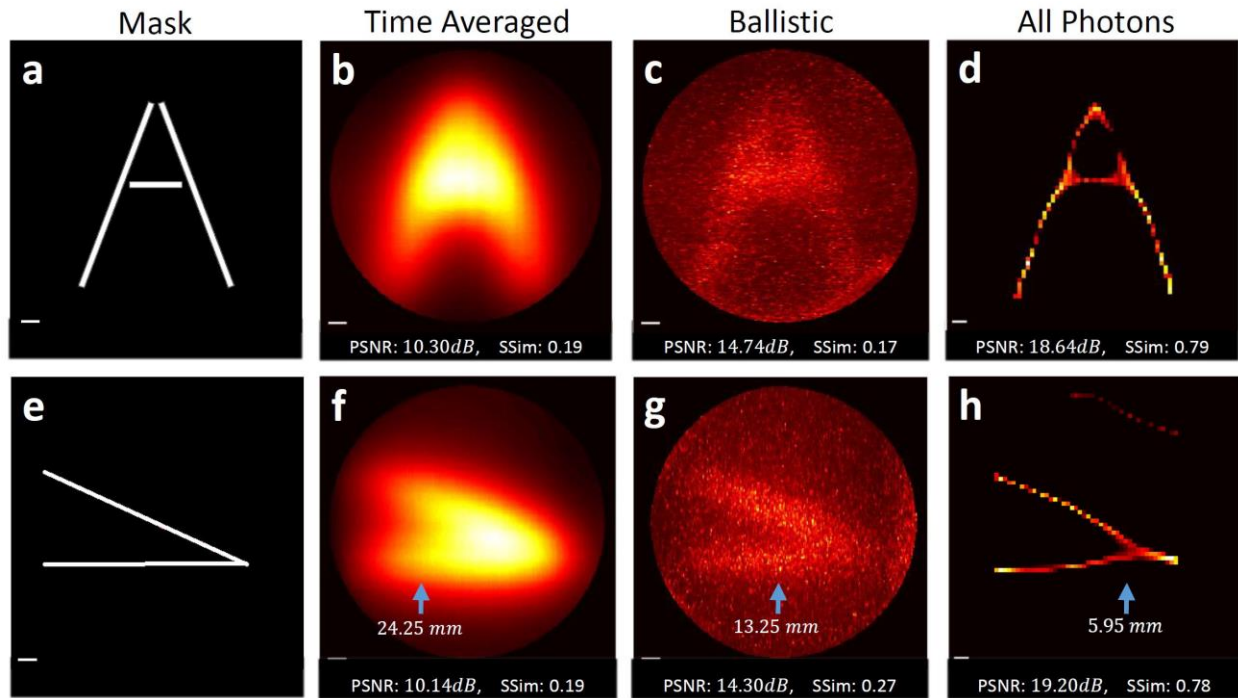 Mask Time Averaged Ballistic All Photons
a b c d
PSNR: 10.30dB, SSim: 0.19 PSNR: 14.74dB, SSim: 0.17 PSNR: 18.64dB, SSim: 0.79
e f g h
24.25 mm 13.25 mm 5.95 mm
PSNR: 10.14dB, SSim: 0.19 PSNR: 14.30dB, SSim: 0.27 PSNR: 19.20dB, SSim: 0.78